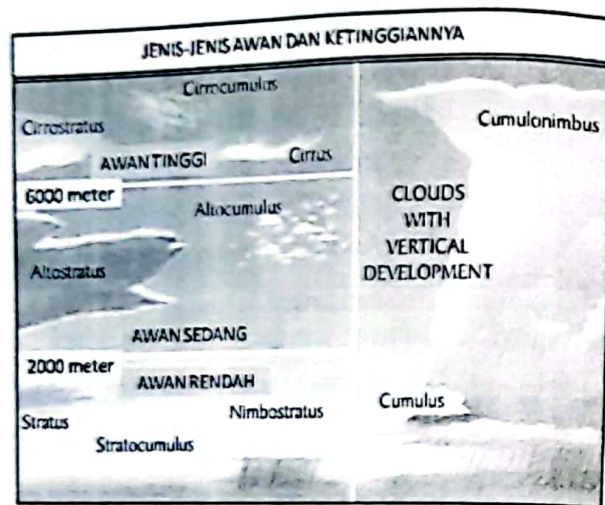 JENIS-JENIS AWAN DAN KETINGGIANNYA
Cirrocumulus
Cirrostratus
AWAN TINGGI
Cirrus
6000 meter
Altocumulus
Altostratus
AWAN SEDANG
2000 meter
AWAN RENDAH
Nimbostratus
Stratus
Stratocumulus
Cumulonimbus
CLOUDS
WITH
VERTICAL
DEVELOPMENT
Cumulus